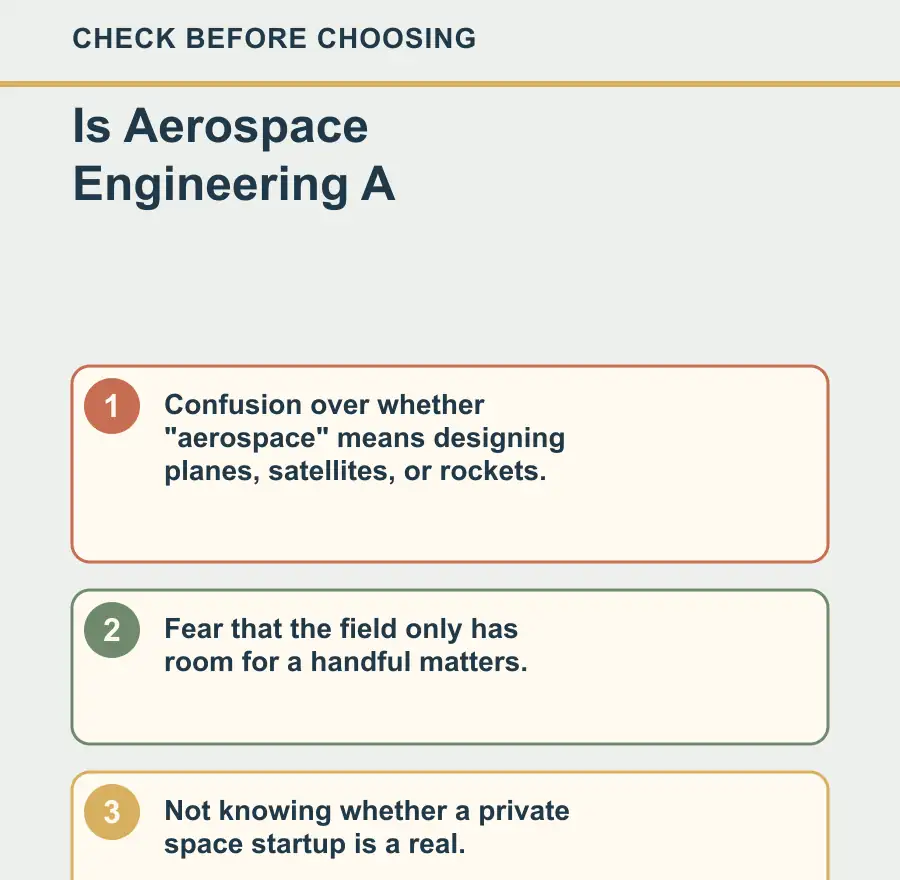 CHECK BEFORE CHOOSING
Is Aerospace
Engineering A
1
Confusion over whether
"aerospace" means designing
planes, satellites, or rockets.
2
Fear that the field only has
room for a handful matters.
3
Not knowing whether a private
space startup is a real.